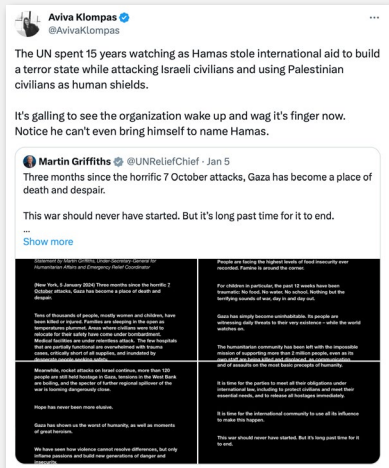 Aviva Klompas
@AvivaKlompas
The UN spent 15 years watching as Hamas stole international aid to build
a terror state while attacking Israeli civilians and using Palestinian
civilians as human shields.
It's galling to see the organization wake up and wag it's finger now.
Notice he can't even bring himself to name Hamas.
Martin Griffiths @UNReliefChief · Jan 5
Three months since the horrific 7 October attacks, Gaza has become a place of
death and despair.
This war should never have started. But it's long past time for it to end.
...
Show more
Statement by Martin Griffiths, Under-Secretary-General for
Humanitarian Affairs and Emergency Relief Coordinator
(New York, 5 January 2024) Three months since the horrific 7
October attacks, Gaza has become a place of death and
despair.
Tens of thousands of people, mostly women and children, have
been killed or injured. Families are sleeping in the open as
temperatures plummet. Areas where civilians were told to
relocate for their safety have come under bombardment.
Medical facilities are under relentless attack. The few hospitals
that are partially functional are overwhelmed with trauma
cases, critically short of all supplies, and inundated by
desperate people seeking safety.
People are facing the highest levels of food insecurity ever
recorded. Famine is around the corner.
For children in particular, the past 12 weeks have been
traumatic: No food. No water. No school. Nothing but the
terrifying sounds of war, day in and day out.
Gaza has simply become uninhabitable. Its people are
witnessing daily threats to their very existence – while the world
watches on.
The humanitarian community has been left with the impossible
mission of supporting more than 2 million people, even as its
own staff are being killed and displaced, as communication
Meanwhile, rocket attacks on Israel continue, more than 120
people are still held hostage in Gaza, tensions in the West Bank
are boiling, and the specter of further regional spillover of the
war is looming dangerously close.
Hope has never been more elusive.
Gaza has shown us the worst of humanity, as well as moments
of great heroism.
We have seen how violence cannot resolve differences, but only
inflame passions and build new generations of danger and
insecurity.
and of assaults on the most basic precepts of humanity.
It is time for the parties to meet all their obligations under
international law, including to protect civilians and meet their
essential needs, and to release all hostages immediately.
It is time for the international community to use all its influence
to make this happen.
This war should never have started. But it's long past time for it
to end.